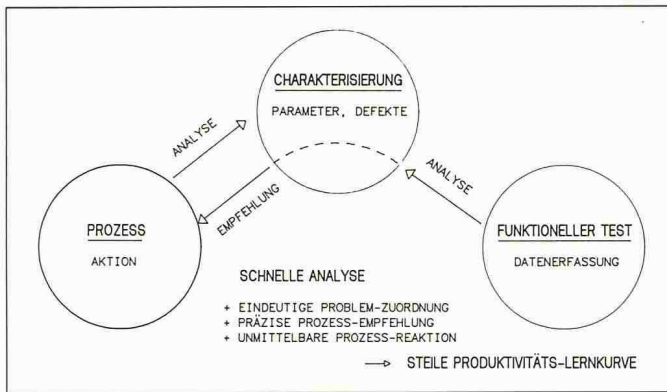 CHARAKTERISIERUNG
PARAMETER, DEFEKTE
ANALYSE
EMPFEHLUNG
ANALYSE
PROZESS
AKTION
FUNKTIONELLER TEST
DATENERFASSUNG
SCHNELLE ANALYSE
+ EINDEUTIGE PROBLEM-ZUORDNUNG
+ PRÄZISE PROZESS-EMPFEHLUNG
+ UNMITTELBARE PROZESS-REAKTION
STEILE PRODUKTIVITÄTS-LERNKURVE